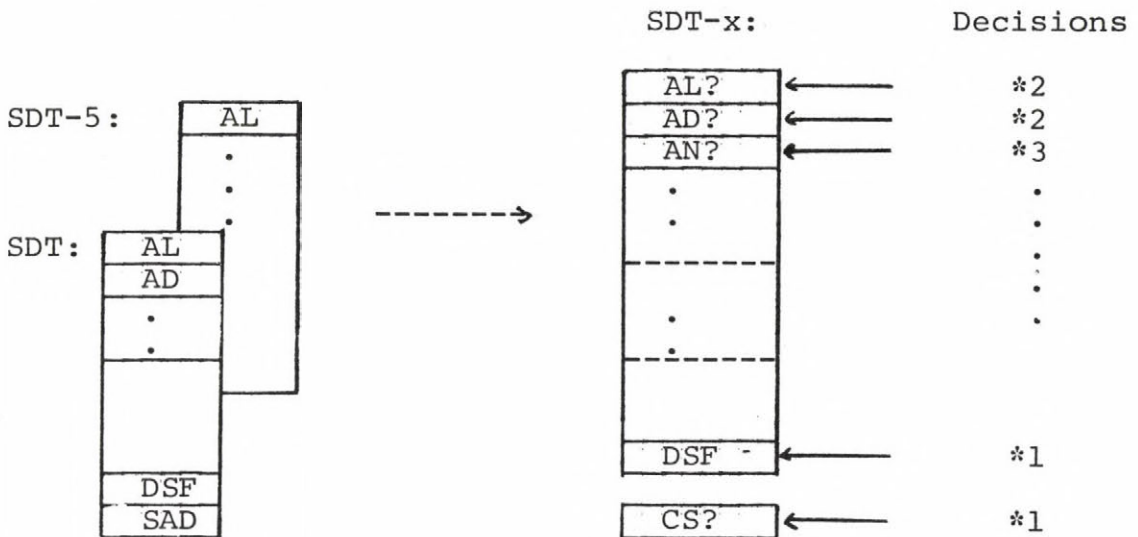 SDT-x: Decisions
AL? *2
SDT-5: AL AD? *2
AN? *3
SDT: AL
AD
DSF DSF *1
SAD CS? *1